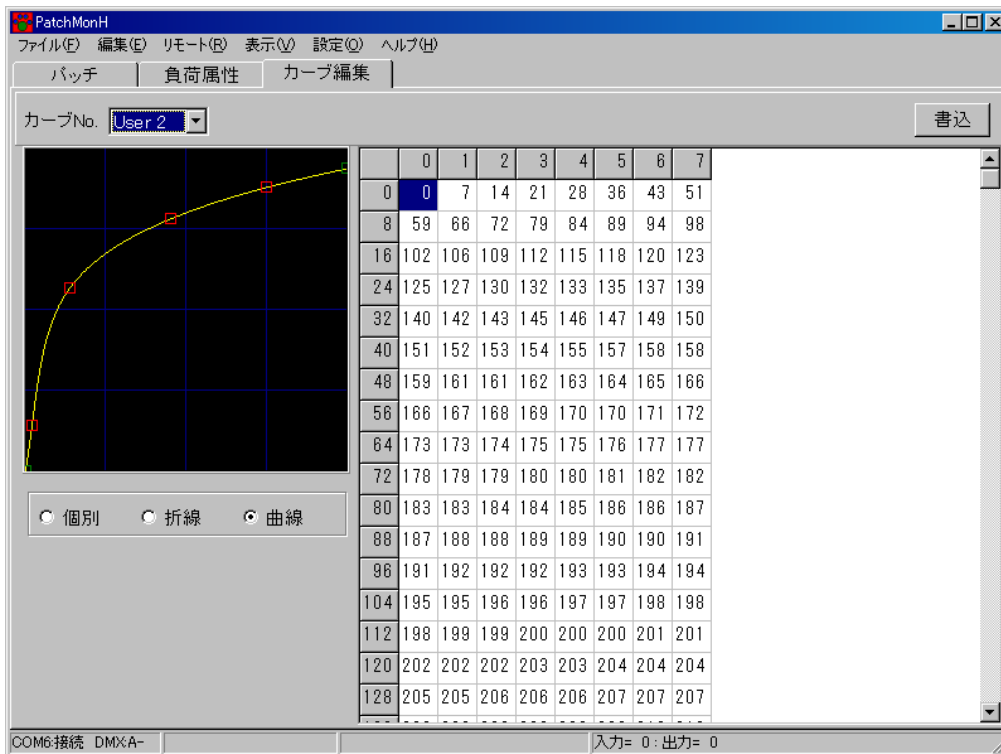 PatchMonH
ファイル(F) 編集(E) リモート(R) 表示(V) 設定(O) ヘルプ(H)
パッチ 負荷属性 カーブ編集
カーブNo. User 2 書込
0 1 2 3 4 5 6 7
0 0 7 14 21 28 36 43 51
8 59 66 72 79 84 89 94 98
16 102 106 109 112 115 118 120 123
24 125 127 130 132 133 135 137 139
32 140 142 143 145 146 147 149 150
40 151 152 153 154 155 157 158 158
48 159 161 161 162 163 164 165 166
56 166 167 168 169 170 170 171 172
64 173 173 174 175 175 176 177 177
72 178 179 179 180 180 181 182 182
80 183 183 184 184 185 186 186 187
88 187 188 188 189 189 190 190 191
96 191 192 192 192 193 193 194 194
104 195 195 196 196 197 197 198 198
112 198 199 199 200 200 200 201 201
120 202 202 202 203 203 204 204 204
128 205 205 206 206 206 207 207 207
個別 折線 曲線
COM6:接続 DMX:A- 入力= 0 : 出力= 0